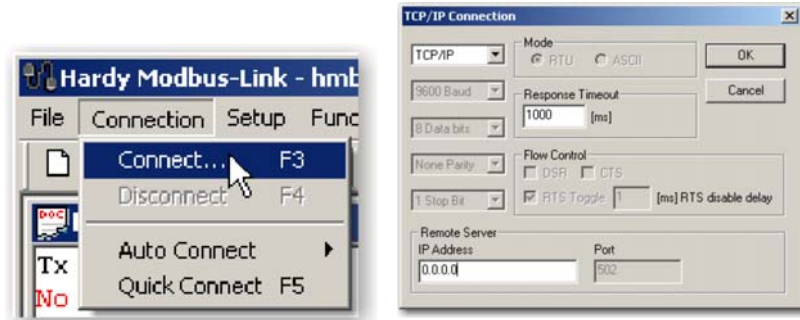 Hardy Modbus-Link - hmb
File Connection Setup Func
Connect... F3
Disconnect F4
Auto Connect
Quick Connect F5
DOC
Tx
No
TCP/IP Connection
TCP/IP
Mode
RTU ASCII
OK
9600 Baud
Response Timeout
Cancel
1000 [ms]
8 Data bits
None Parity
Flow Control
DSR CTS
1 Stop Bit
RTS Toggle 1 [ms] RTS disable delay
Remote Server
IP Address Port
0.0.0.0 502